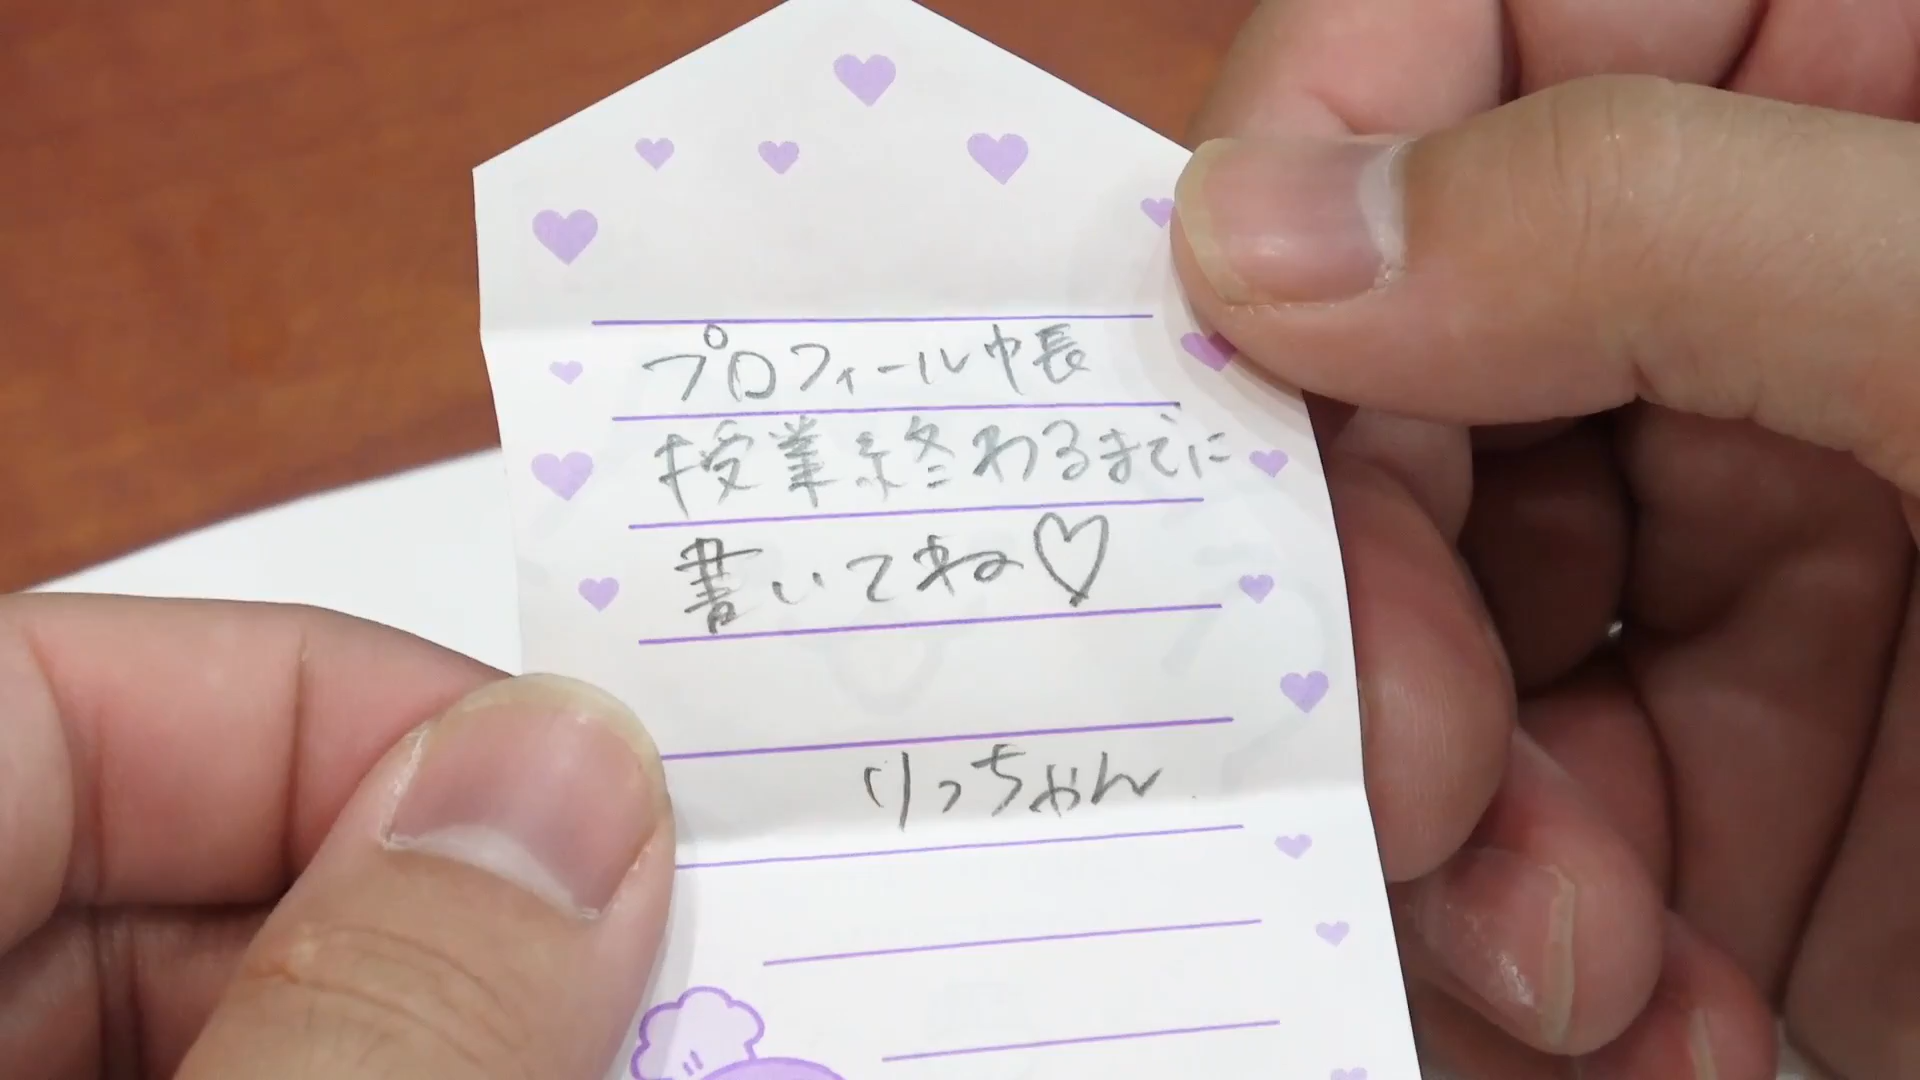 プロフィール帳
授業終わるまでに
書いてね♡
りっちゃん